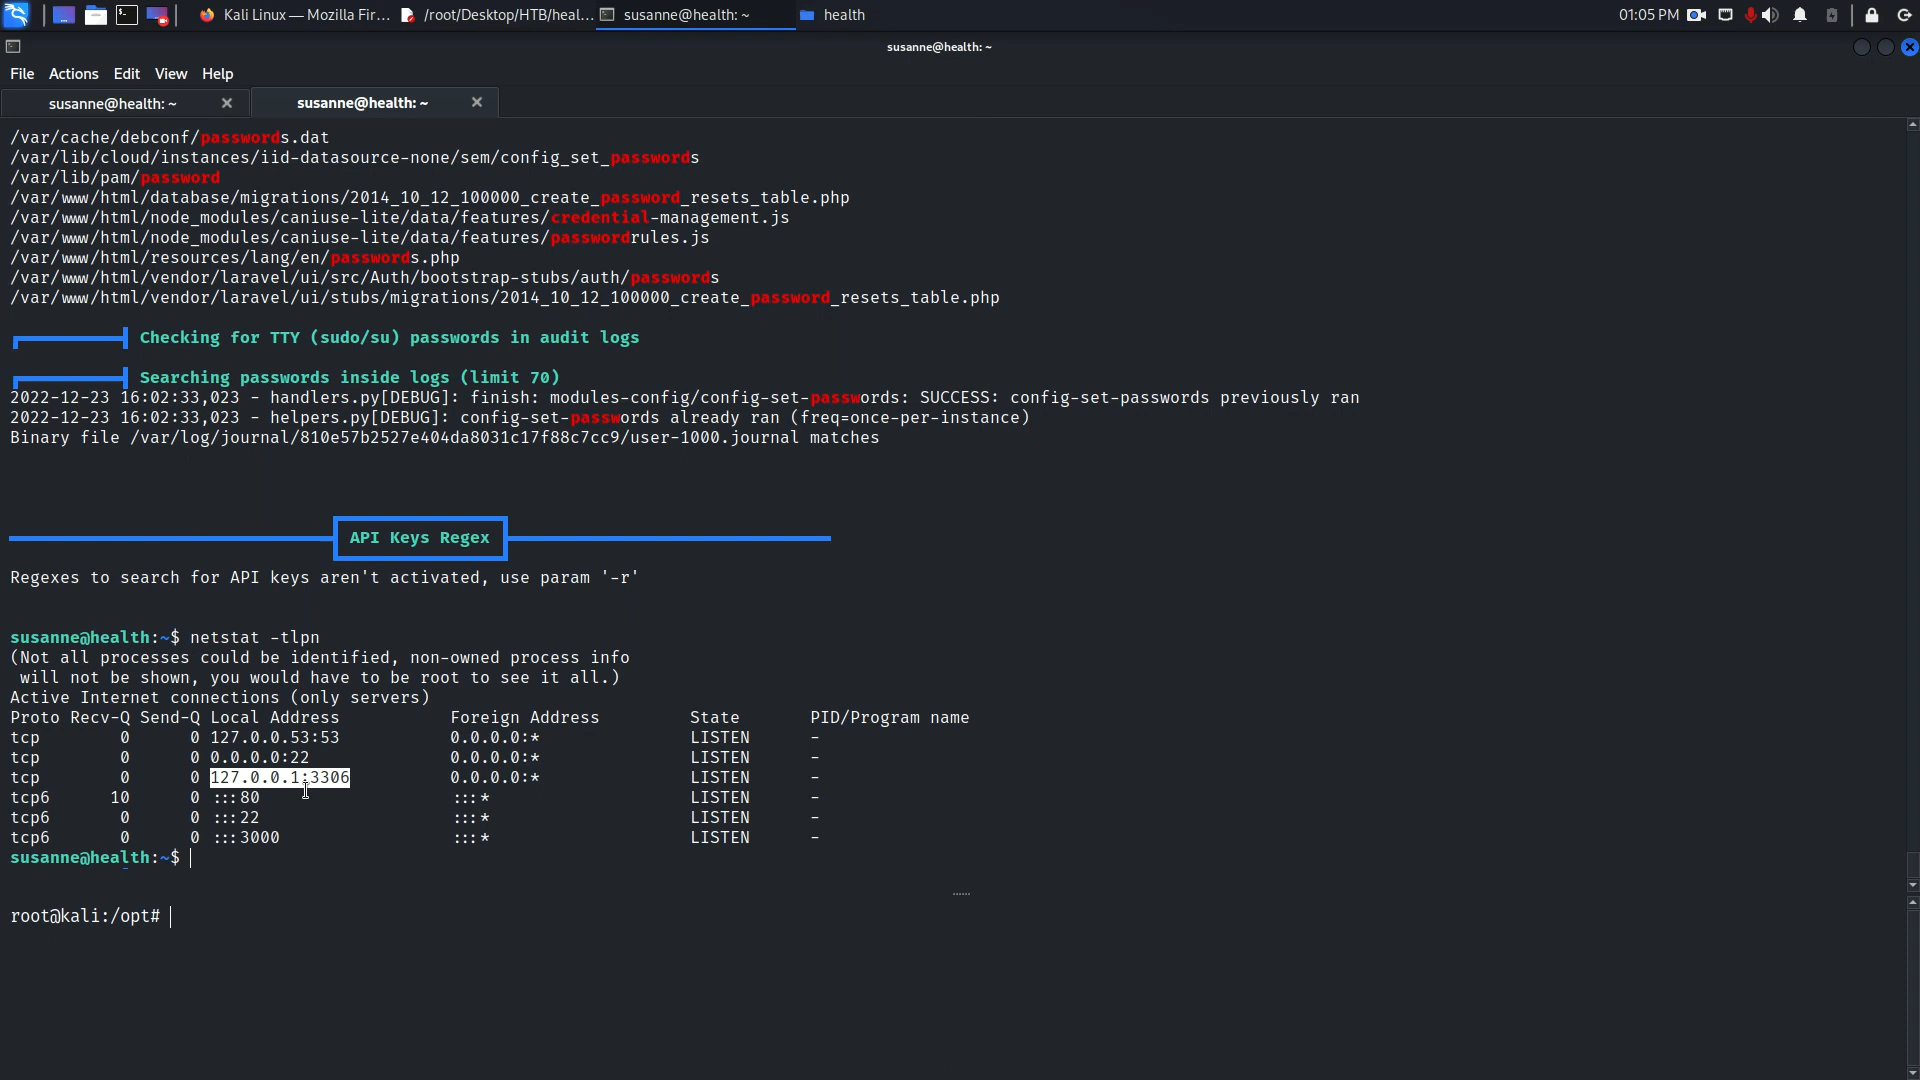 Kali Linux — Mozilla Fir...
/root/Desktop/HTB/heal...
susanne@health: ~
health
01:05 PM
susanne@health: ~
File Actions Edit View Help
susanne@health: ~
susanne@health: ~
/var/cache/debconf/passwords.dat
/var/lib/cloud/instances/iid-datasource-none/sem/config_set_passwords
/var/lib/pam/password
/var/www/html/database/migrations/2014_10_12_100000_create_password_resets_table.php
/var/www/html/node_modules/caniuse-lite/data/features/credential-management.js
/var/www/html/node_modules/caniuse-lite/data/features/passwordrules.js
/var/www/html/resources/lang/en/passwords.php
/var/www/html/vendor/laravel/ui/src/Auth/bootstrap-stubs/auth/passwords
/var/www/html/vendor/laravel/ui/stubs/migrations/2014_10_12_100000_create_password_resets_table.php
Checking for TTY (sudo/su) passwords in audit logs
Searching passwords inside logs (limit 70)
2022-12-23 16:02:33,023 - handlers.py[DEBUG]: finish: modules-config/config-set-passwords: SUCCESS: config-set-passwords previously ran
2022-12-23 16:02:33,023 - helpers.py[DEBUG]: config-set-passwords already ran (freq=once-per-instance)
Binary file /var/log/journal/810e57b2527e404da8031c17f88c7cc9/user-1000.journal matches
API Keys Regex
Regexes to search for API keys aren't activated, use param '-r'
susanne@health:~$ netstat -tlpn
(Not all processes could be identified, non-owned process info
will not be shown, you would have to be root to see it all.)
Active Internet connections (only servers)
Proto Recv-Q Send-Q Local Address Foreign Address State PID/Program name
tcp 0 0 127.0.0.53:53 0.0.0.0:* LISTEN -
tcp 0 0 0.0.0.0:22 0.0.0.0:* LISTEN -
tcp 0 0 127.0.0.1:3306 0.0.0.0:* LISTEN -
tcp6 10 0 :::80 :::* LISTEN -
tcp6 0 0 :::22 :::* LISTEN -
tcp6 0 0 :::3000 :::* LISTEN -
susanne@health:~$
root@kali:/opt#